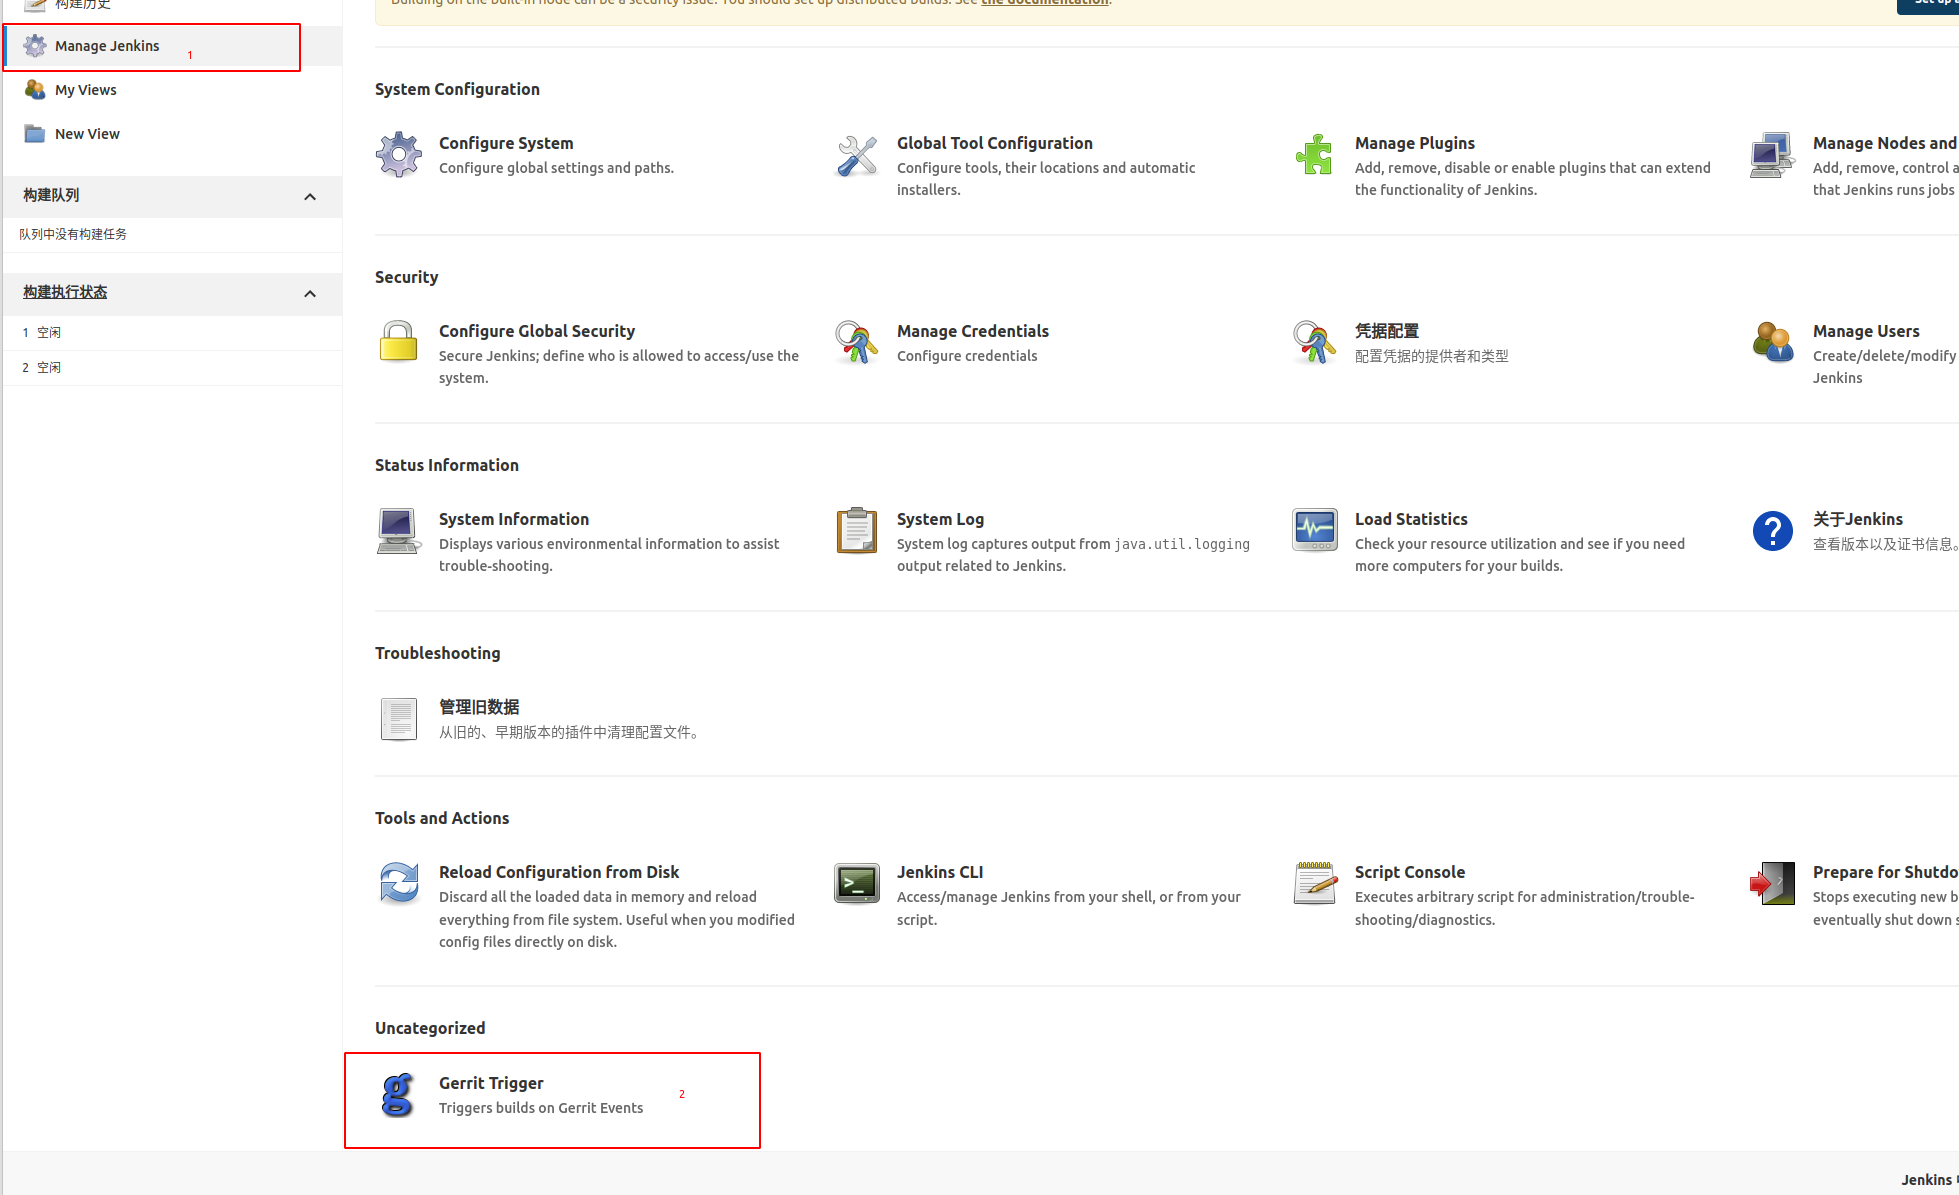 构建历史
Manage Jenkins
1
My Views
New View
构建队列
队列中没有构建任务
构建执行状态
1 空闲
2 空闲
Building on the built-in node can be a security issue. You should set up distributed builds. See the documentation.
Set up
System Configuration
Configure System
Configure global settings and paths.
Global Tool Configuration
Configure tools, their locations and automatic
installers.
Manage Plugins
Add, remove, disable or enable plugins that can extend
the functionality of Jenkins.
Manage Nodes and
Add, remove, control a
that Jenkins runs jobs
Security
Configure Global Security
Secure Jenkins; define who is allowed to access/use the
system.
Manage Credentials
Configure credentials
凭据配置
配置凭据的提供者和类型
Manage Users
Create/delete/modify
Jenkins
Status Information
System Information
Displays various environmental information to assist
trouble-shooting.
System Log
System log captures output from java.util.logging
output related to Jenkins.
Load Statistics
Check your resource utilization and see if you need
more computers for your builds.
关于Jenkins
查看版本以及证书信息。
Troubleshooting
管理旧数据
从旧的、早期版本的插件中清理配置文件。
Tools and Actions
Reload Configuration from Disk
Discard all the loaded data in memory and reload
everything from file system. Useful when you modified
config files directly on disk.
Jenkins CLI
Access/manage Jenkins from your shell, or from your
script.
Script Console
Executes arbitrary script for administration/trouble-
shooting/diagnostics.
Prepare for Shutdo
Stops executing new b
eventually shut down s
Uncategorized
Gerrit Trigger
Triggers builds on Gerrit Events
2
Jenkins